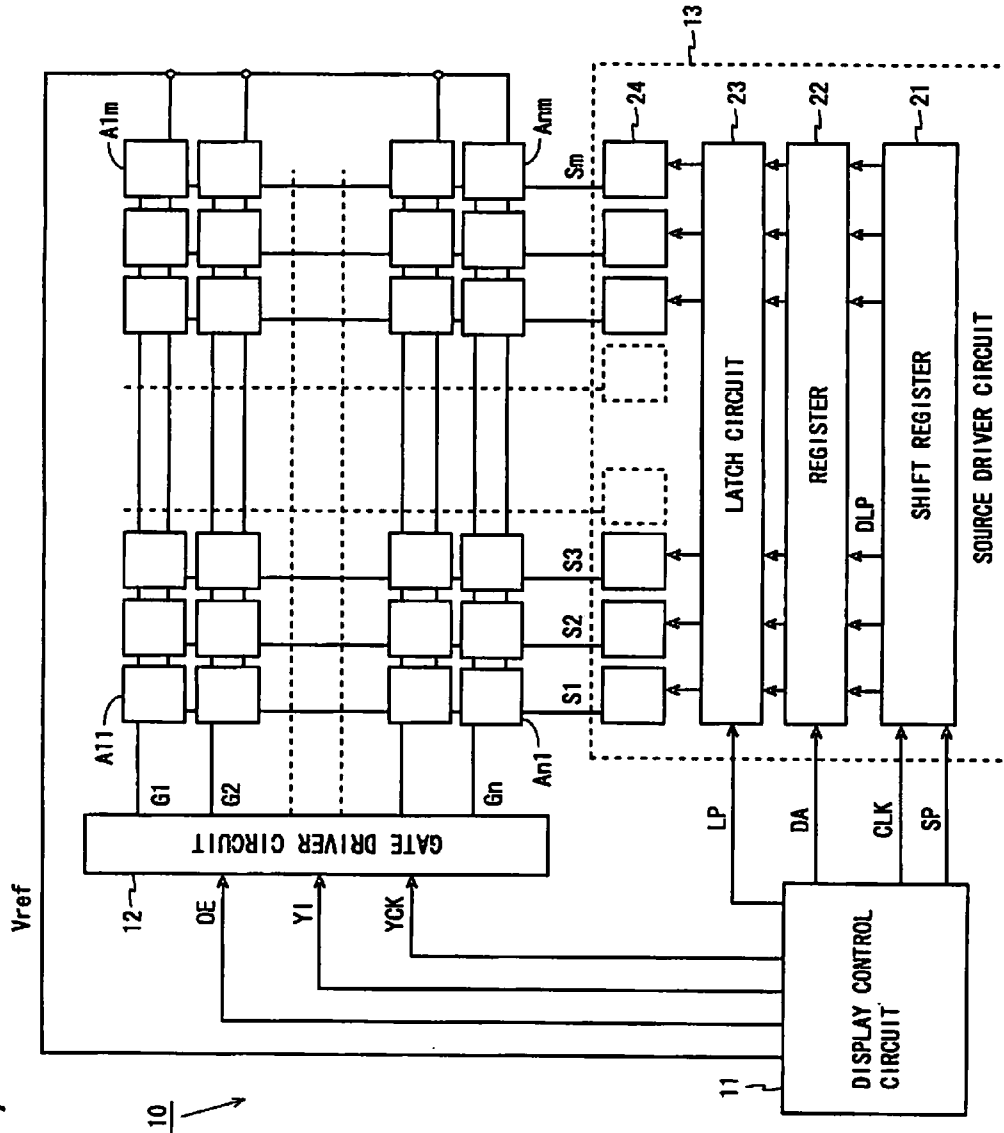 10
Vref
12
OE
YI
YCK
GATE DRIVER CIRCUIT
G1
G2
Gn
A11
A1m
An1
Anm
S1
S2
S3
Sm
13
24
23
22
21
LATCH CIRCUIT
REGISTER
DLP
SHIFT REGISTER
SOURCE DRIVER CIRCUIT
LP
DA
CLK
SP
11
DISPLAY CONTROL
CIRCUIT